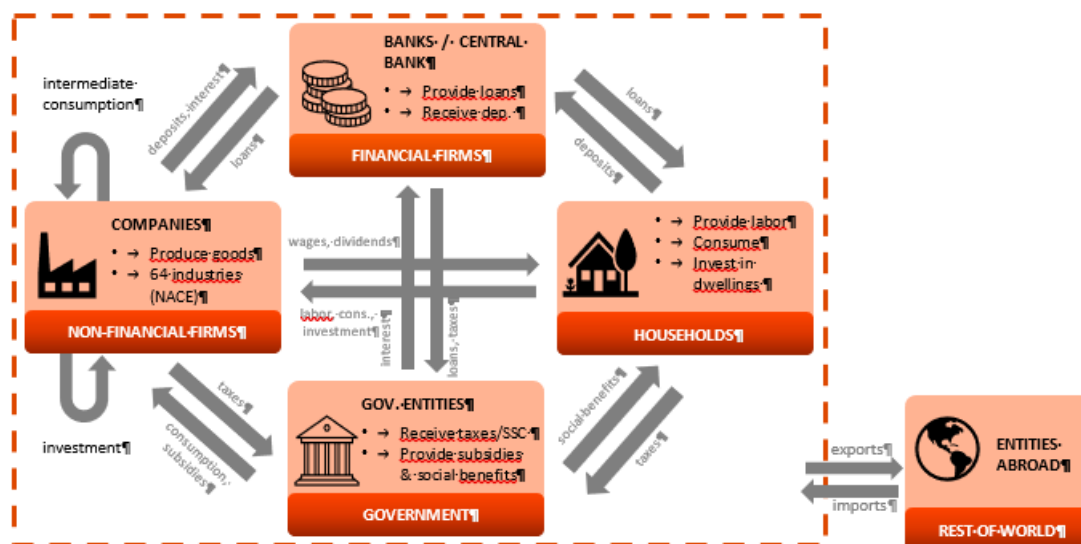 BANKS· /· CENTRAL·
BANK¶
• → Provide·loans¶
• → Receive·dep.·¶
FINANCIAL·FIRMS¶
intermediate·
consumption¶
deposits,·interest¶
loans¶
loans¶
deposits¶
COMPANIES¶
• → Produce·goods¶
• → 64·industries·
(NACE)¶
NON-FINANCIAL·FIRMS¶
wages,·dividends¶
labor,·cons.,·
investment¶
interest¶
loans,·taxes¶
• → Provide·labor¶
• → Consume¶
• → Invest·in·
dwellings·¶
HOUSEHOLDS¶
investment¶
taxes¶
consumption,·
subsidies¶
GOV.·ENTITIES¶
• → Receive·taxes/SSC·¶
• → Provide·subsidies·
&·social·benefits¶
GOVERNMENT¶
social·benefits¶
taxes¶
exports¶
imports¶
ENTITIES·
ABROAD¶
REST·OF·WORLD¶